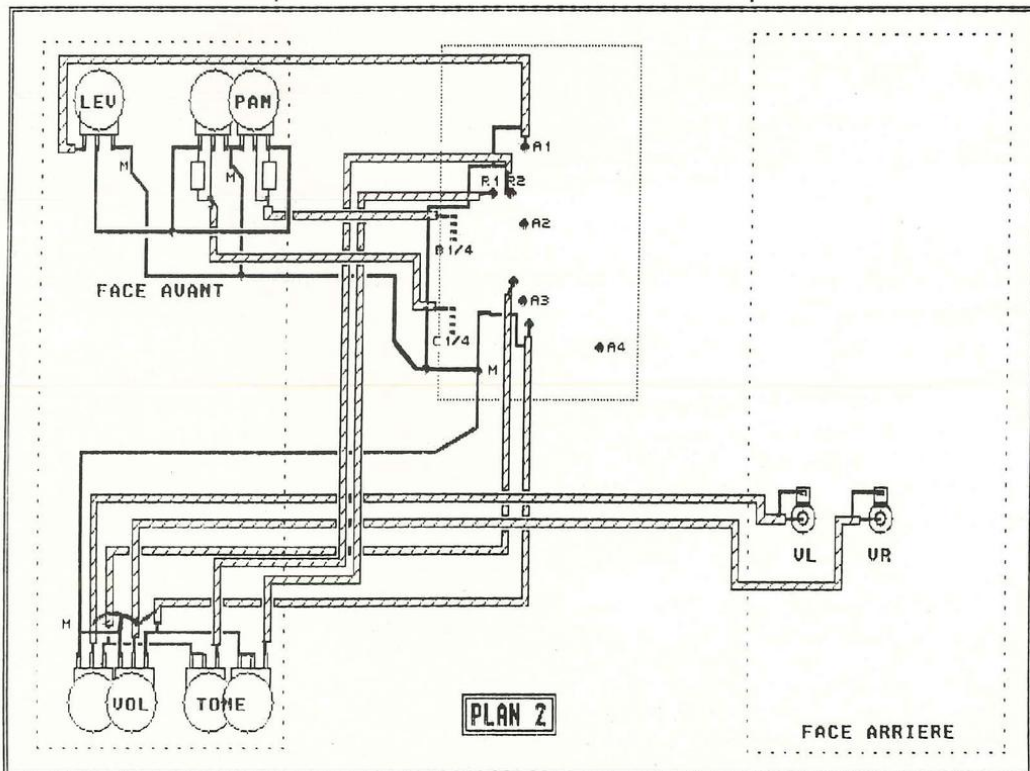 LEV
PAN
M
M
A1
R1 R2
A2
B1/4
FACE AVANT
A3
C1/4
A4
M
VL
VR
M
VOL
TONE
PLAN 2
FACE ARRIERE